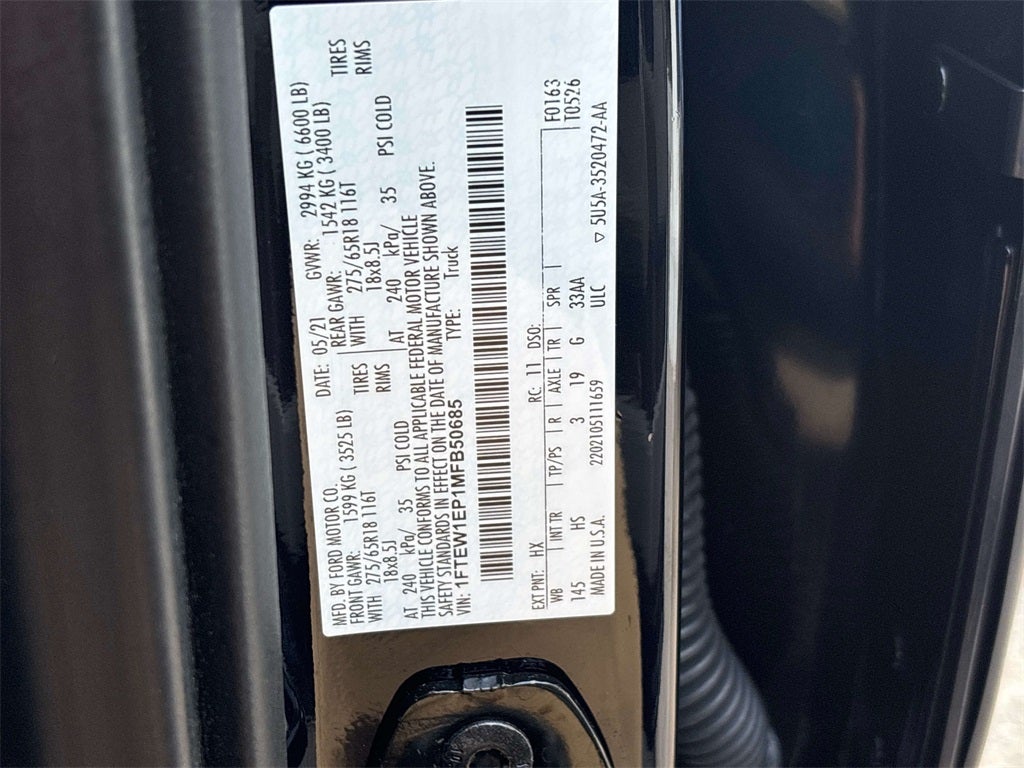 MFD. BY FORD MOTOR CO.
DATE: 05/21 GVWR: 2994 KG ( 6600 LB)
FRONT GAWR: 1599 KG ( 3525 LB) REAR GAWR: 1542 KG ( 3400 LB)
WITH 275/65R18 116T TIRES WITH 275/65R18 116T TIRES
18x8.5J RIMS 18x8.5J RIMS
AT 240 kPa/ 35 PSI COLD AT 240 kPa/ 35 PSI COLD
THIS VEHICLE CONFORMS TO ALL APPLICABLE FEDERAL MOTOR VEHICLE
SAFETY STANDARDS IN EFFECT ON THE DATE OF MANUFACTURE SHOWN ABOVE.
VIN: 1FTEW1EP1MFB50685 TYPE: Truck
EXT PNT: HX RC: 11 DSO: F0163
WB INT TR TP/PS R AXLE TR SPR T0526
145 HS 3 19 G 33AA
MADE IN U.S.A. 2202105111659 ULC ▽ 5U5A-3520472-AA